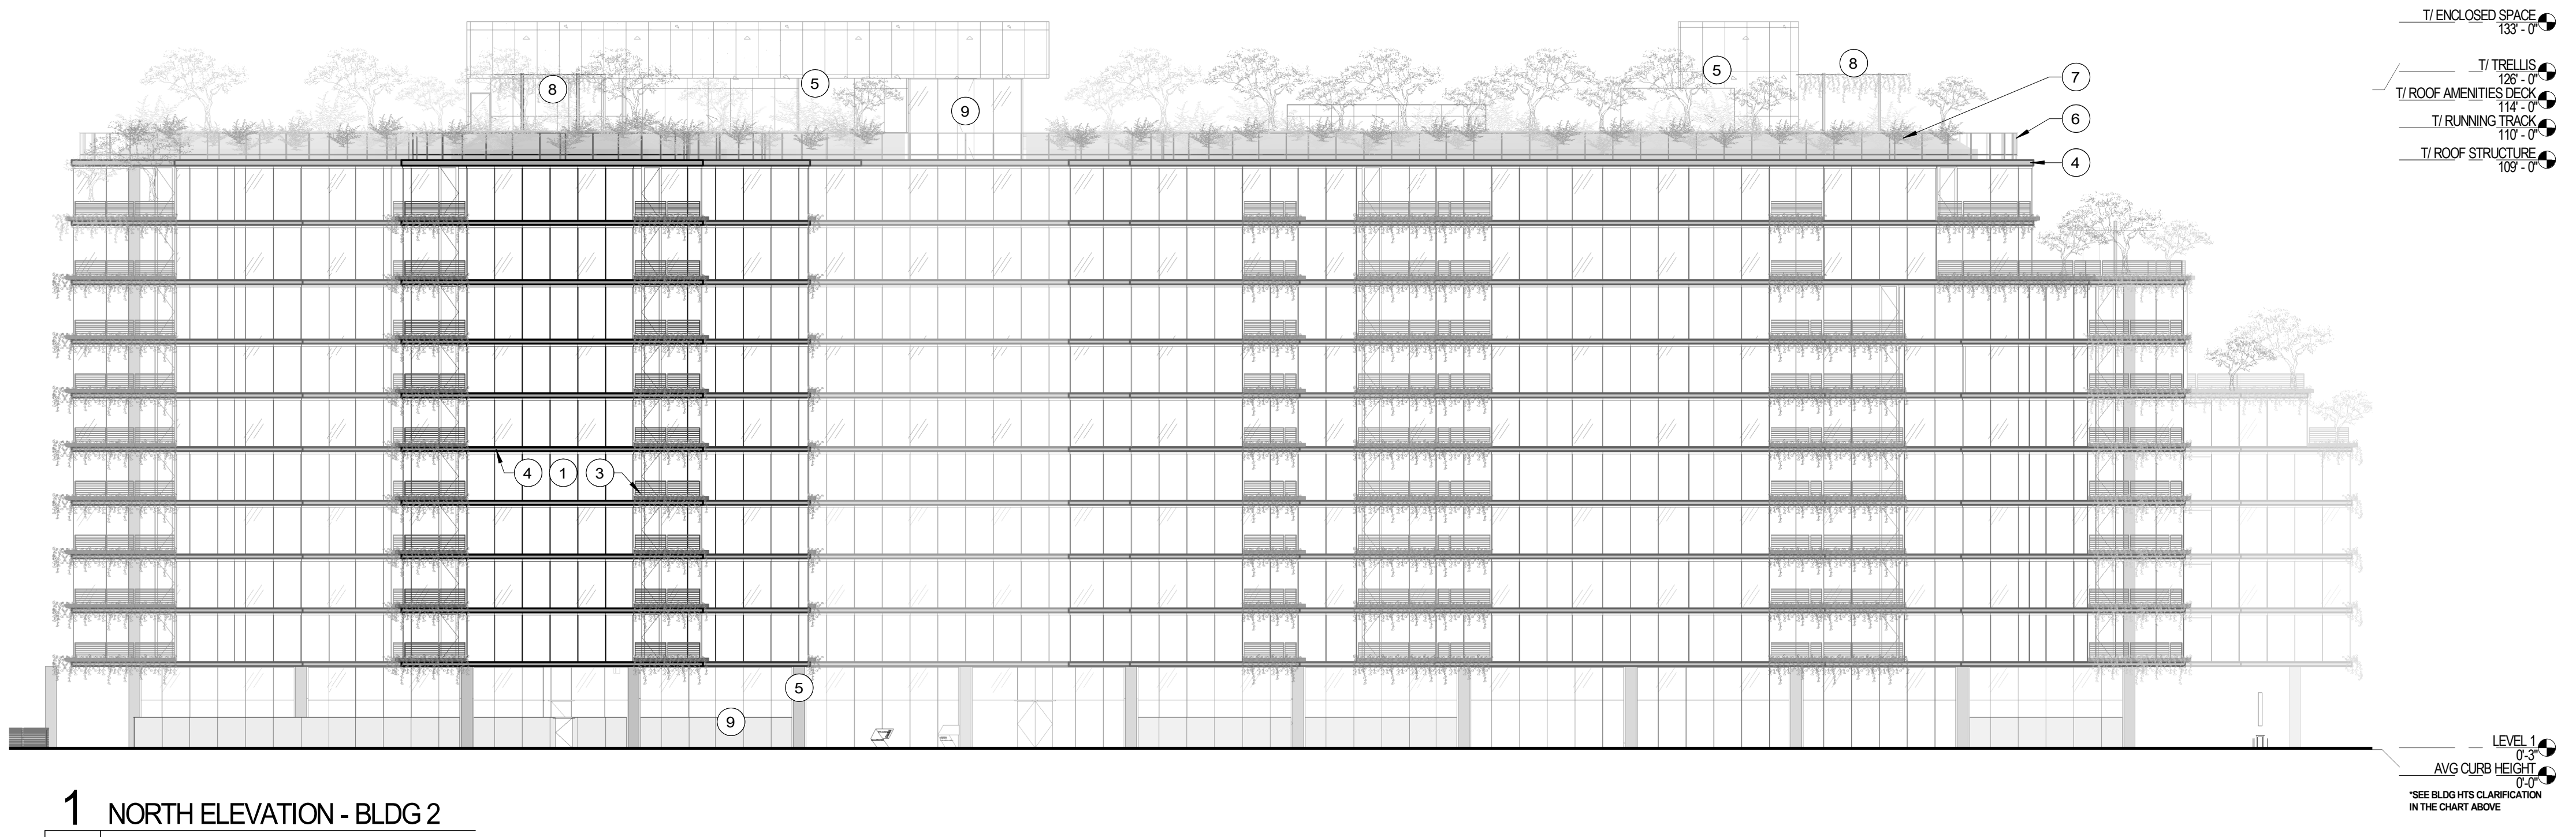 T/ ENCLOSED SPACE
133' - 0"
T/ TRELLIS
126' - 0"
T/ ROOF AMENITIES DECK
114' - 0"
T/ RUNNING TRACK
110' - 0"
T/ ROOF STRUCTURE
109' - 0"
5
5
8
8
9
7
6
4
4
1
3
5
9
LEVEL 1
0'-3"
AVG CURB HEIGHT
0'-0"
*SEE BLDG HTS CLARIFICATION
IN THE CHART ABOVE
1 NORTH ELEVATION - BLDG 2